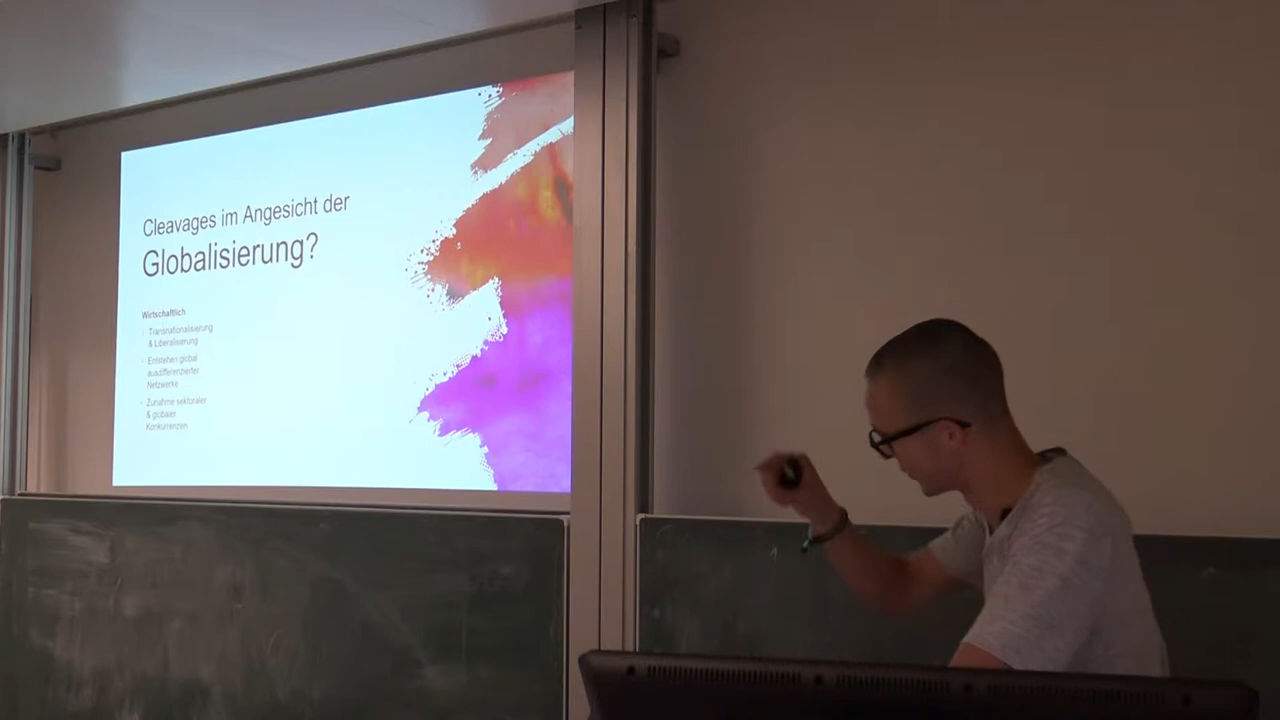 Cleavages im Angesicht der
Globalisierung?
Wirtschaftlich
Transnationalisierung
& Liberalisierung
Entstehen global
ausdifferenzierter
Netzwerke
Zunahme sektoraler
& globaler
Konkurrenzen